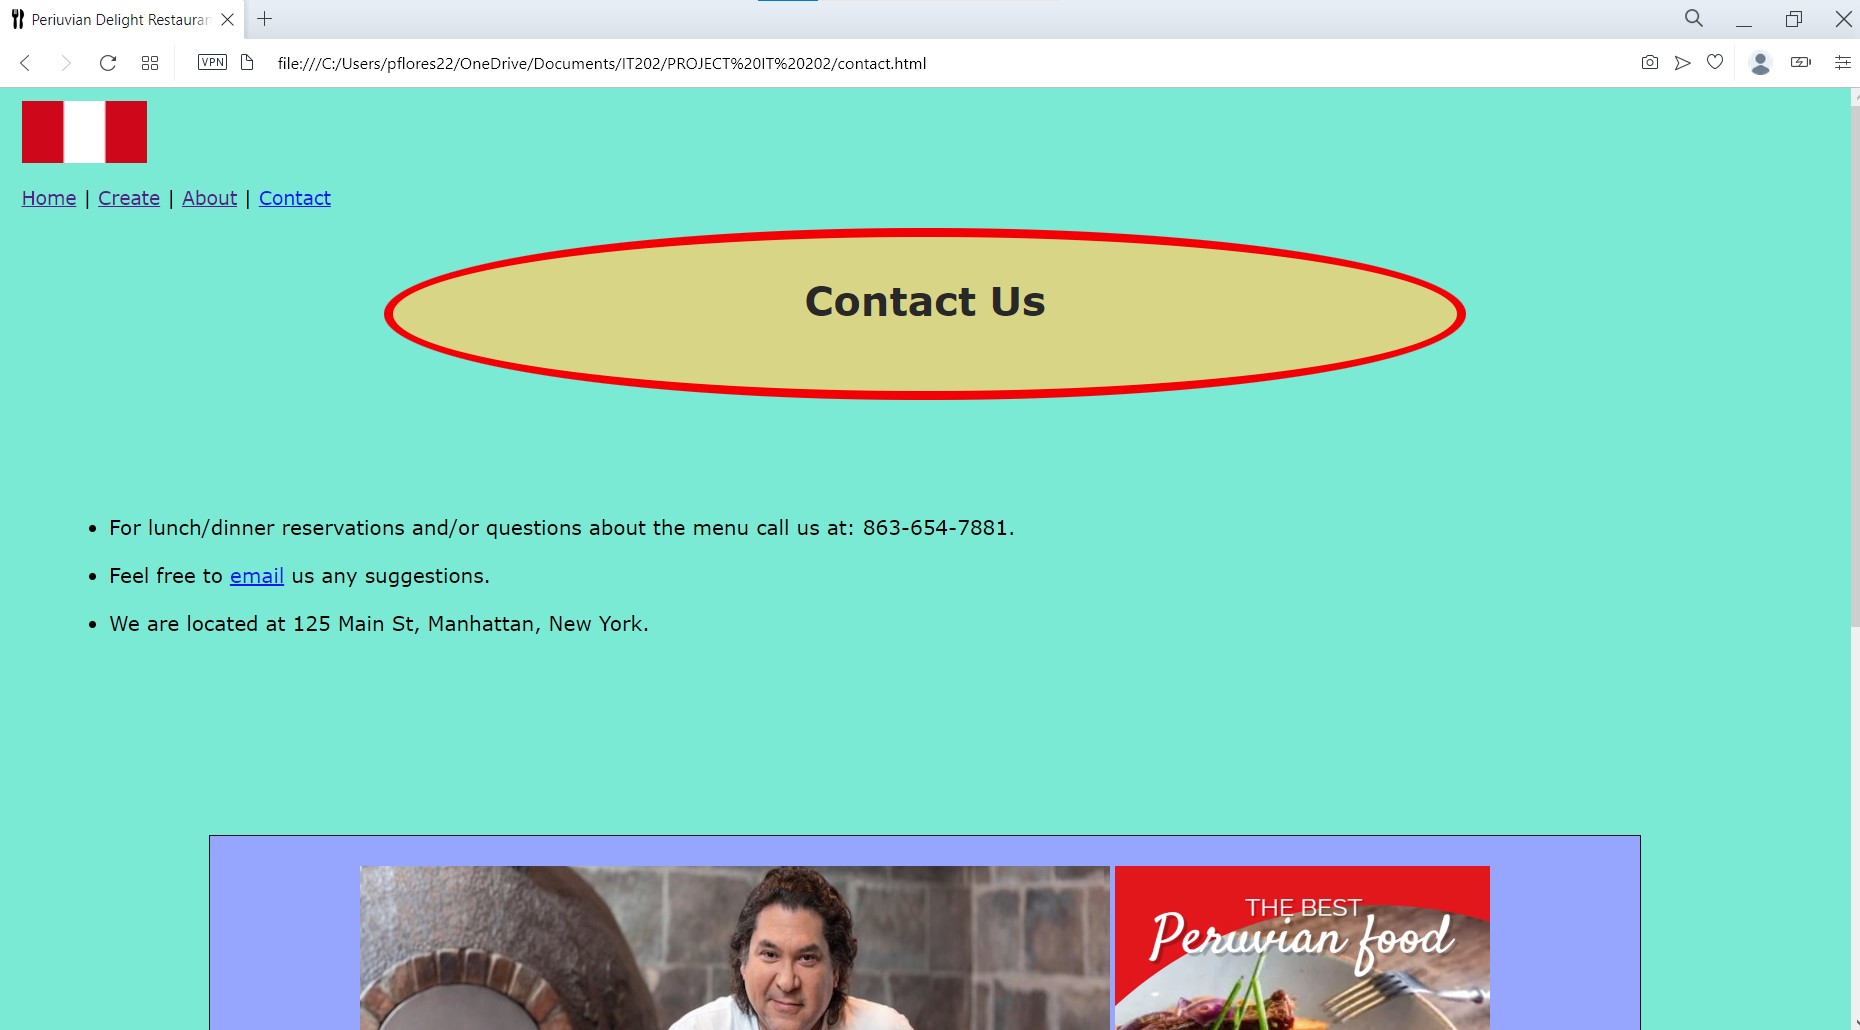 Periuvian Delight Restauran
VPN
file:///C:/Users/pflores22/OneDrive/Documents/IT202/PROJECT%20IT%20202/contact.html
Home | Create | About | Contact
Contact Us
• For lunch/dinner reservations and/or questions about the menu call us at: 863-654-7881.
• Feel free to email us any suggestions.
• We are located at 125 Main St, Manhattan, New York.
THE BEST
Peruvian food